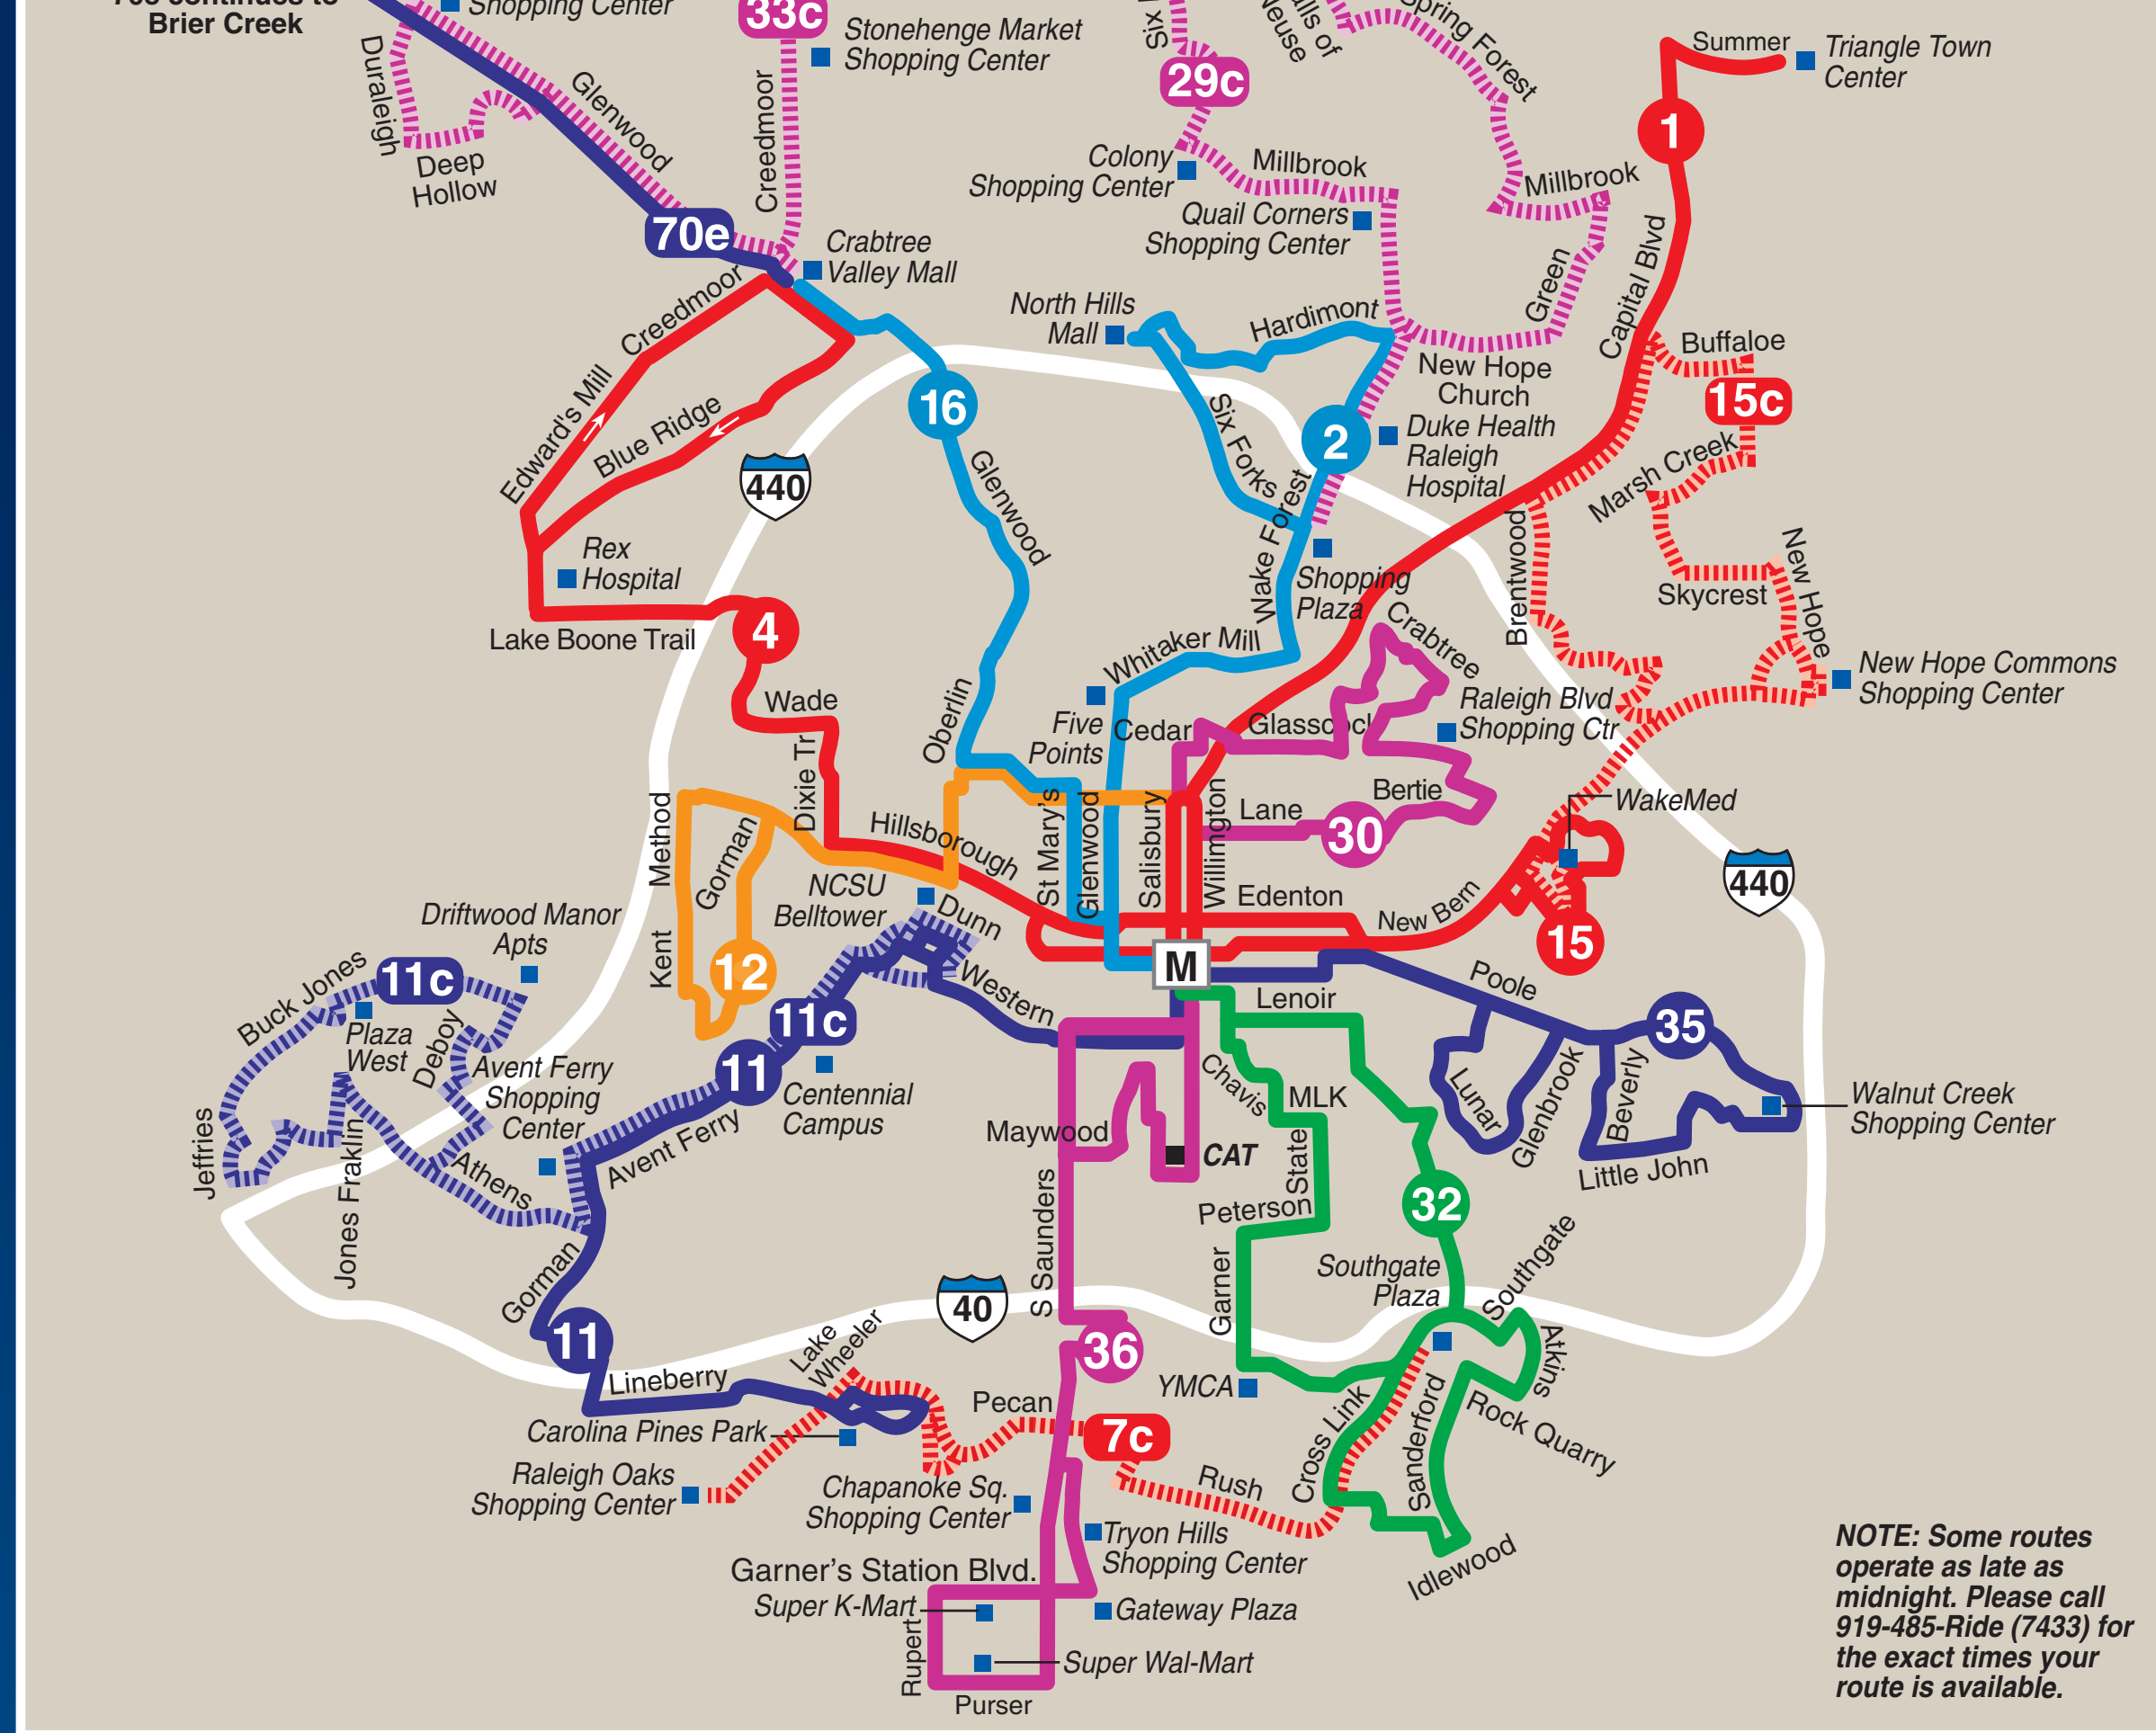 70e continues to
Brier Creek
Shopping Center
33c
Stonehenge Market
Shopping Center
Six
Falls of
Neuse
Spring Forest
Summer
Triangle Town
Center
Duraleigh
Glenwood
Creedmoor
29c
1
Deep
Hollow
Colony
Shopping Center
Millbrook
Millbrook
Quail Corners
Shopping Center
70e
Crabtree
Valley Mall
Capital Blvd
Green
Creedmoor
North Hills
Mall
Hardimont
New Hope
Church
Buffaloe
15c
Edward's Mill
Blue Ridge
16
Six Forks
2
Duke Health
Raleigh
Hospital
Marsh Creek
440
Glenwood
Wake Forest
Brentwood
New Hope
Rex
Hospital
Shopping
Plaza
Skycrest
Lake Boone Trail
4
Whitaker Mill
Crabtree
New Hope Commons
Shopping Center
Wade
Oberlin
Five
Points
Cedar
Glasscock
Raleigh Blvd
Shopping Ctr
Dixie Tr
Method
Gorman
Hillsborough
St Mary's
Glenwood
Salisbury
Willimgton
Lane
30
Bertie
WakeMed
440
NCSU
Belltower
Dunn
Edenton
New Bern
15
Driftwood Manor
Apts
Kent
12
M
Buck Jones
11c
Plaza
West
Deboy
11c
Western
Lenoir
Poole
35
Avent Ferry
Shopping
Center
11
Centennial
Campus
Chavis
MLK
Lunar
Glenbrook
Beverly
Walnut Creek
Shopping Center
Jeffries
Jones Fraklin
Athens
Avent Ferry
Maywood
CAT
State
Little John
S Saunders
Peterson
32
Gorman
Garner
Southgate
Plaza
Southgate
11
40
36
Atkins
Lake
Wheeler
Lineberry
YMCA
Carolina Pines Park
Pecan
7c
Cross Link
Sanderford
Rock Quarry
Raleigh Oaks
Shopping Center
Chapanoke Sq.
Shopping Center
Rush
Tryon Hills
Shopping Center
Idlewood
Garner's Station Blvd.
Super K-Mart
Gateway Plaza
Rupert
Super Wal-Mart
Purser
NOTE: Some routes
operate as late as
midnight. Please call
919-485-Ride (7433) for
the exact times your
route is available.